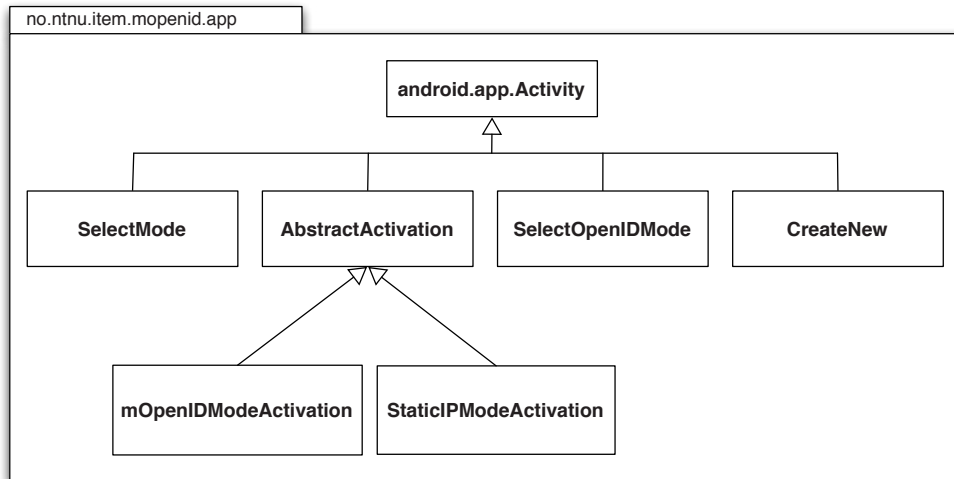 no.ntnu.item.mopenid.app
android.app.Activity
SelectMode
AbstractActivation
SelectOpenIDMode
CreateNew
mOpenIDModeActivation
StaticIPModeActivation